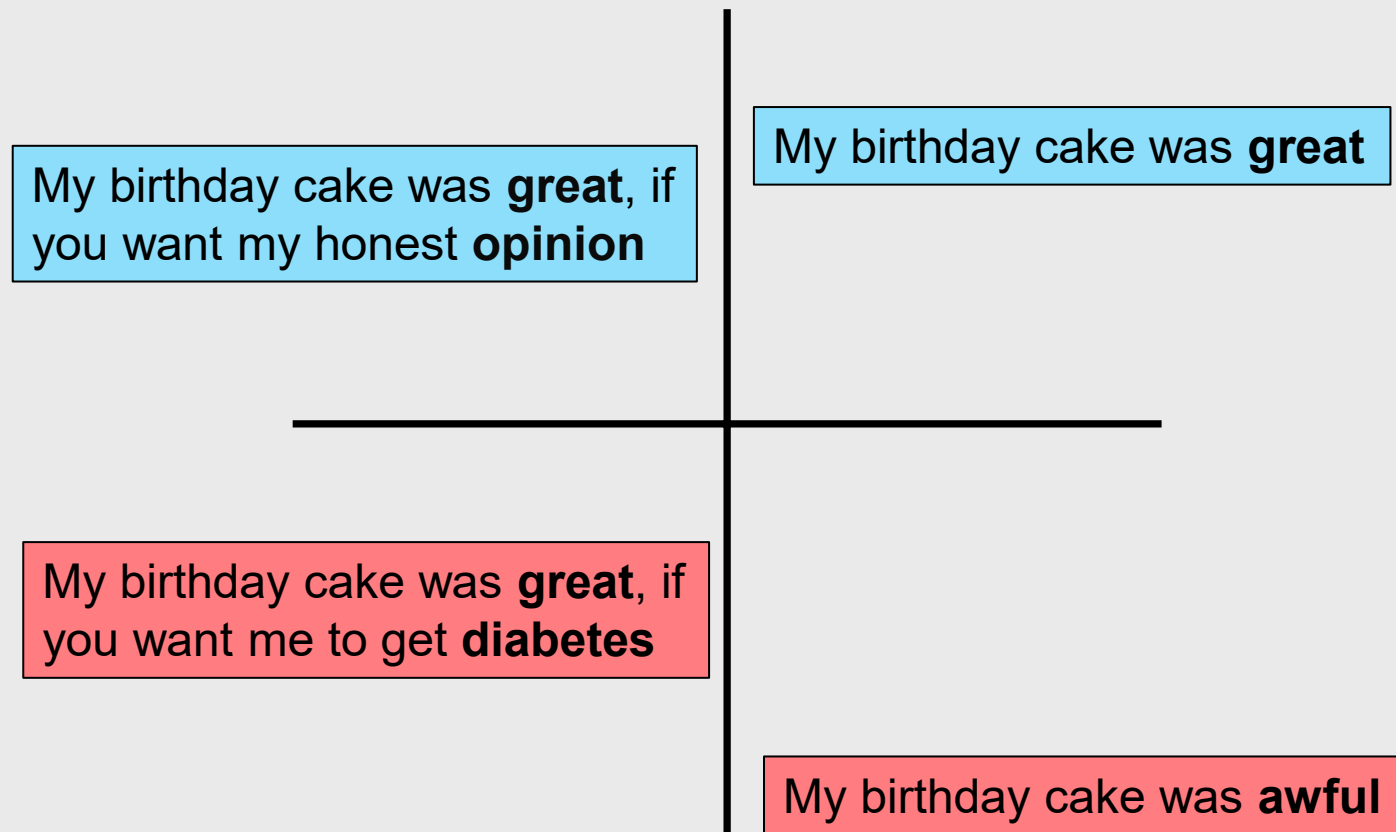 My birthday cake was great
My birthday cake was great, if
you want my honest opinion
My birthday cake was great, if
you want me to get diabetes
My birthday cake was awful